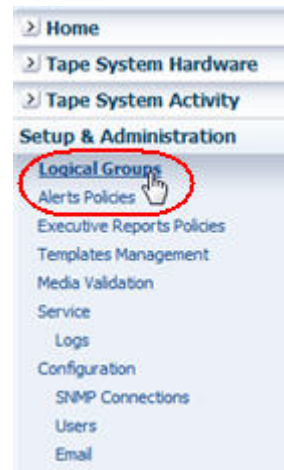 Home
Tape System Hardware
Tape System Activity
Setup & Administration
Logical Groups
Alerts Policies
Executive Reports Policies
Templates Management
Media Validation
Service
Logs
Configuration
SNMP Connections
Users
Email